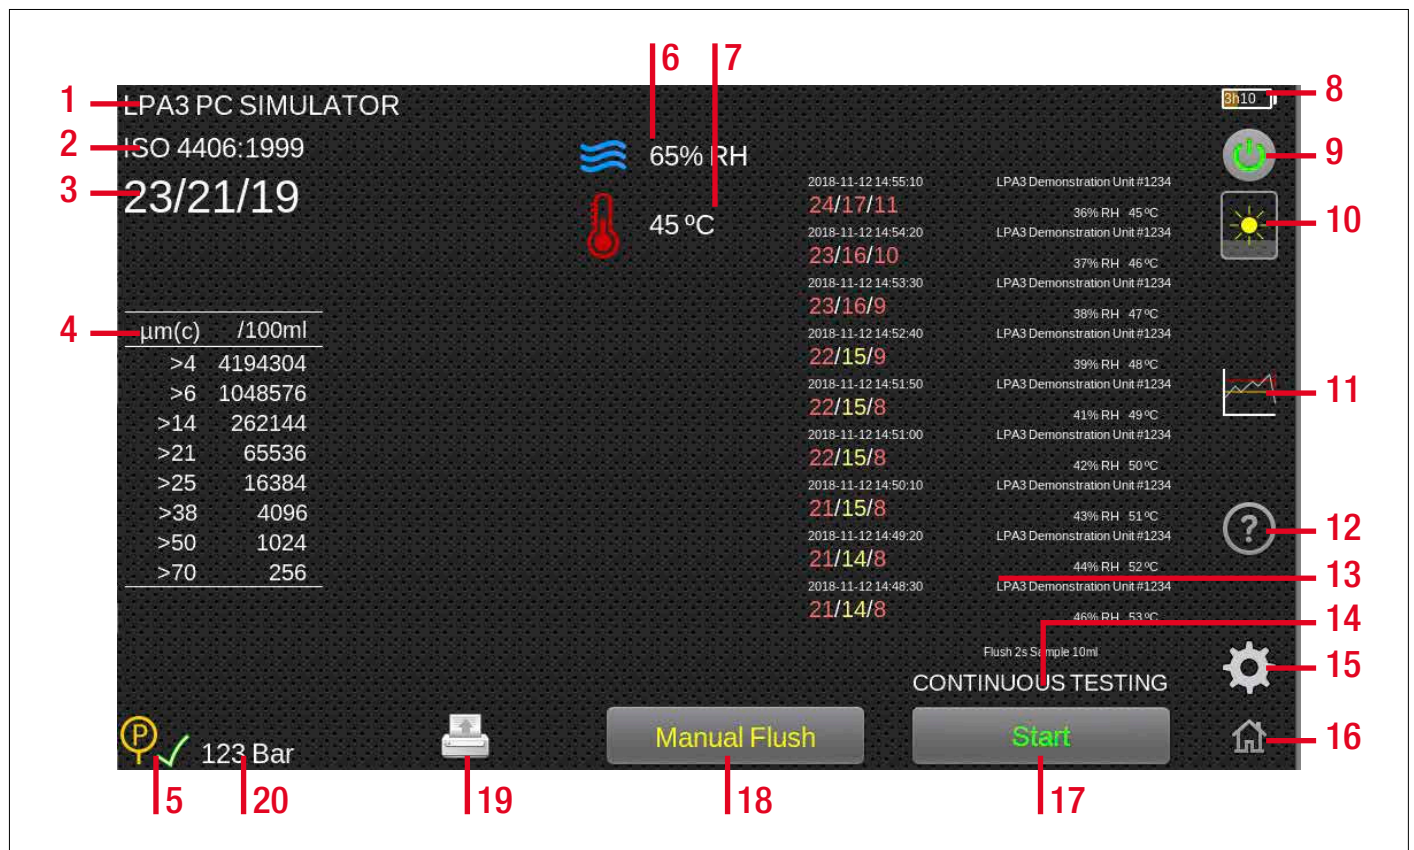 6 7
1 LPA3 PC SIMULATOR
3h10 8
2 ISO 4406:1999
65% RH
9
3 23/21/19
45 ºC
10
2018-11-12 14:55:10 LPA3 Demonstration Unit #1234
24/17/11 36% RH 45 ºC
2018-11-12 14:54:20 LPA3 Demonstration Unit #1234
23/16/10 37% RH 46 ºC
2018-11-12 14:53:30 LPA3 Demonstration Unit #1234
23/16/9 38% RH 47 ºC
2018-11-12 14:52:40 LPA3 Demonstration Unit #1234
22/15/9 39% RH 48 ºC
2018-11-12 14:51:50 LPA3 Demonstration Unit #1234
22/15/8 41% RH 49 ºC
2018-11-12 14:51:00 LPA3 Demonstration Unit #1234
22/15/8 42% RH 50 ºC
2018-11-12 14:50:10 LPA3 Demonstration Unit #1234
21/15/8 43% RH 51 ºC
2018-11-12 14:49:20 LPA3 Demonstration Unit #1234
21/14/8 44% RH 52 ºC
2018-11-12 14:48:30 LPA3 Demonstration Unit #1234
21/14/8 46% RH 53 ºC
4 µm(c) /100ml
>4 4194304
>6 1048576
>14 262144
>21 65536
>25 16384
>38 4096
>50 1024
>70 256
11
? 12
13
14
Flush 2s Sample 10ml
CONTINUOUS TESTING
15
P 123 Bar
Manual Flush
Start
16
5 20 19 18 17